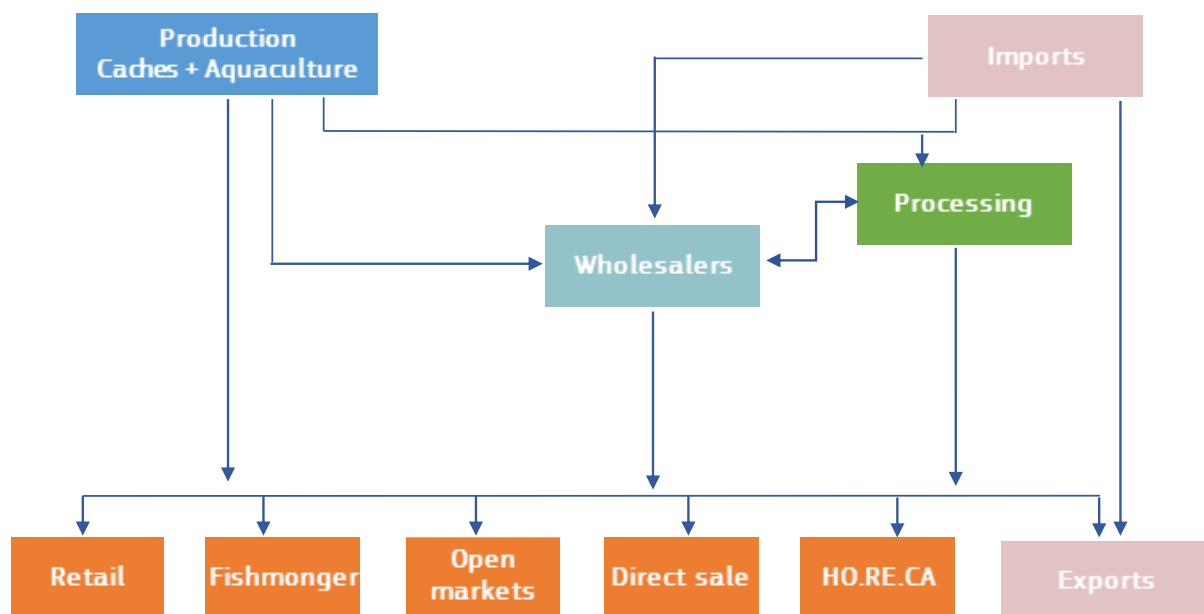 Production
Caches + Aquaculture
Imports
Processing
Wholesalers
Retail
Fishmonger
Open
markets
Direct sale
HO.RE.CA
Exports